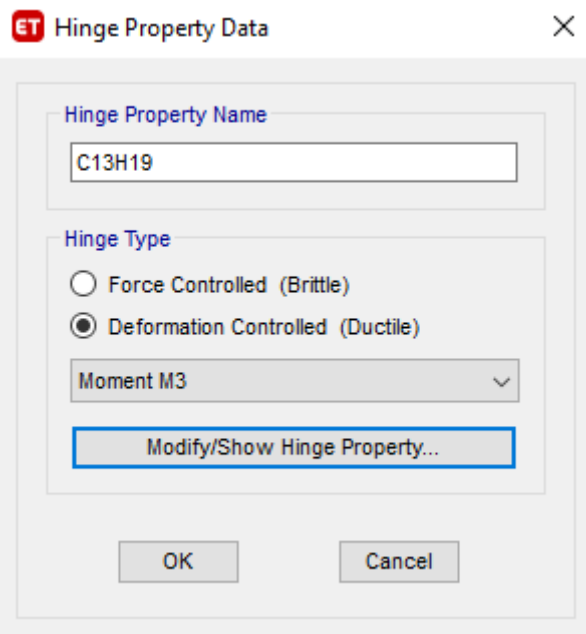 ET Hinge Property Data
Hinge Property Name
C13H19
Hinge Type
Force Controlled (Brittle)
Deformation Controlled (Ductile)
Moment M3
Modify/Show Hinge Property...
OK Cancel